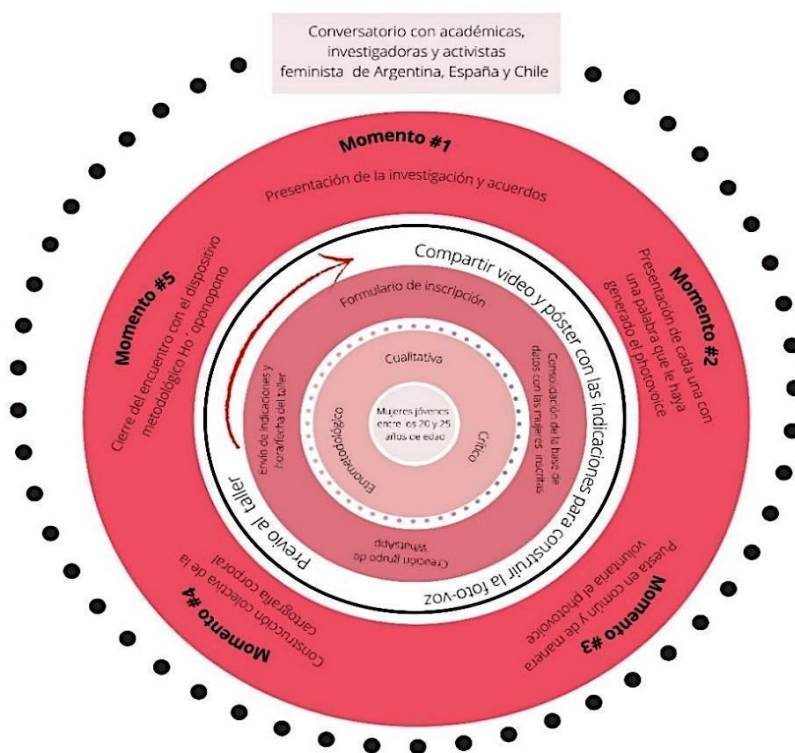 Conversatorio con académicas,
investigadoras y activistas
feminista de Argentina, España y Chile
Momento #1
Presentación de la investigación y acuerdos
Momento #2
Presentación de cada una con
una palabra que le haya
generado el photovoice
Momento #3
Puesta en común y de manera
voluntaria el photovoice
Momento #4
Construcción colectiva de la
cartografía corporal
Momento #5
Cierre del encuentro con el dispositivo
metodológico Ho´oponopono
Previo al taller
Compartir video y póster con las indicaciones para construir la foto-voz
Formulario de inscripción
Consolidación de la base de
datos con las mujeres inscritas
Creación grupo de
WhatsApp
Envío de indicaciones y
hora/fecha del taller
Cualitativa
Crítico
Etnometodológico
Mujeres jóvenes
entre los 20 y 25
años de edad